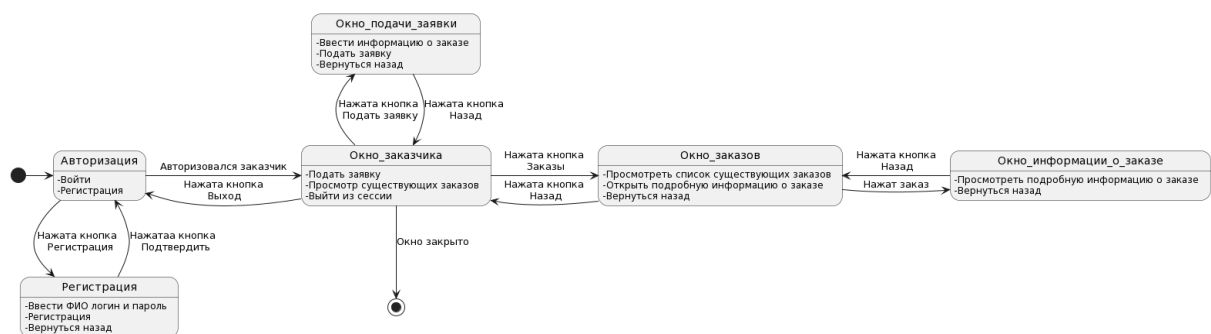 Окно_подачи_заявки
-Ввести информацию о заказе
-Подать заявку
-Вернуться назад
Нажата кнопка
Подать заявку
Нажата кнопка
Назад
Авторизация
-Войти
-Регистрация
Авторизовался заказчик
Нажата кнопка
Выход
Окно_заказчика
-Подать заявку
-Просмотр существующих заказов
-Выйти из сессии
Нажата кнопка
Заказы
Нажата кнопка
Назад
Окно_заказов
-Просмотреть список существующих заказов
-Открыть подробную информацию о заказе
-Вернуться назад
Нажата кнопка
Назад
Нажат заказ
Окно_информации_о_заказе
-Просмотреть подробную информацию о заказе
-Вернуться назад
Нажата кнопка
Регистрация
Нажатаа кнопка
Подтвердить
Окно закрыто
Регистрация
-Ввести ФИО логин и пароль
-Регистрация
-Вернуться назад